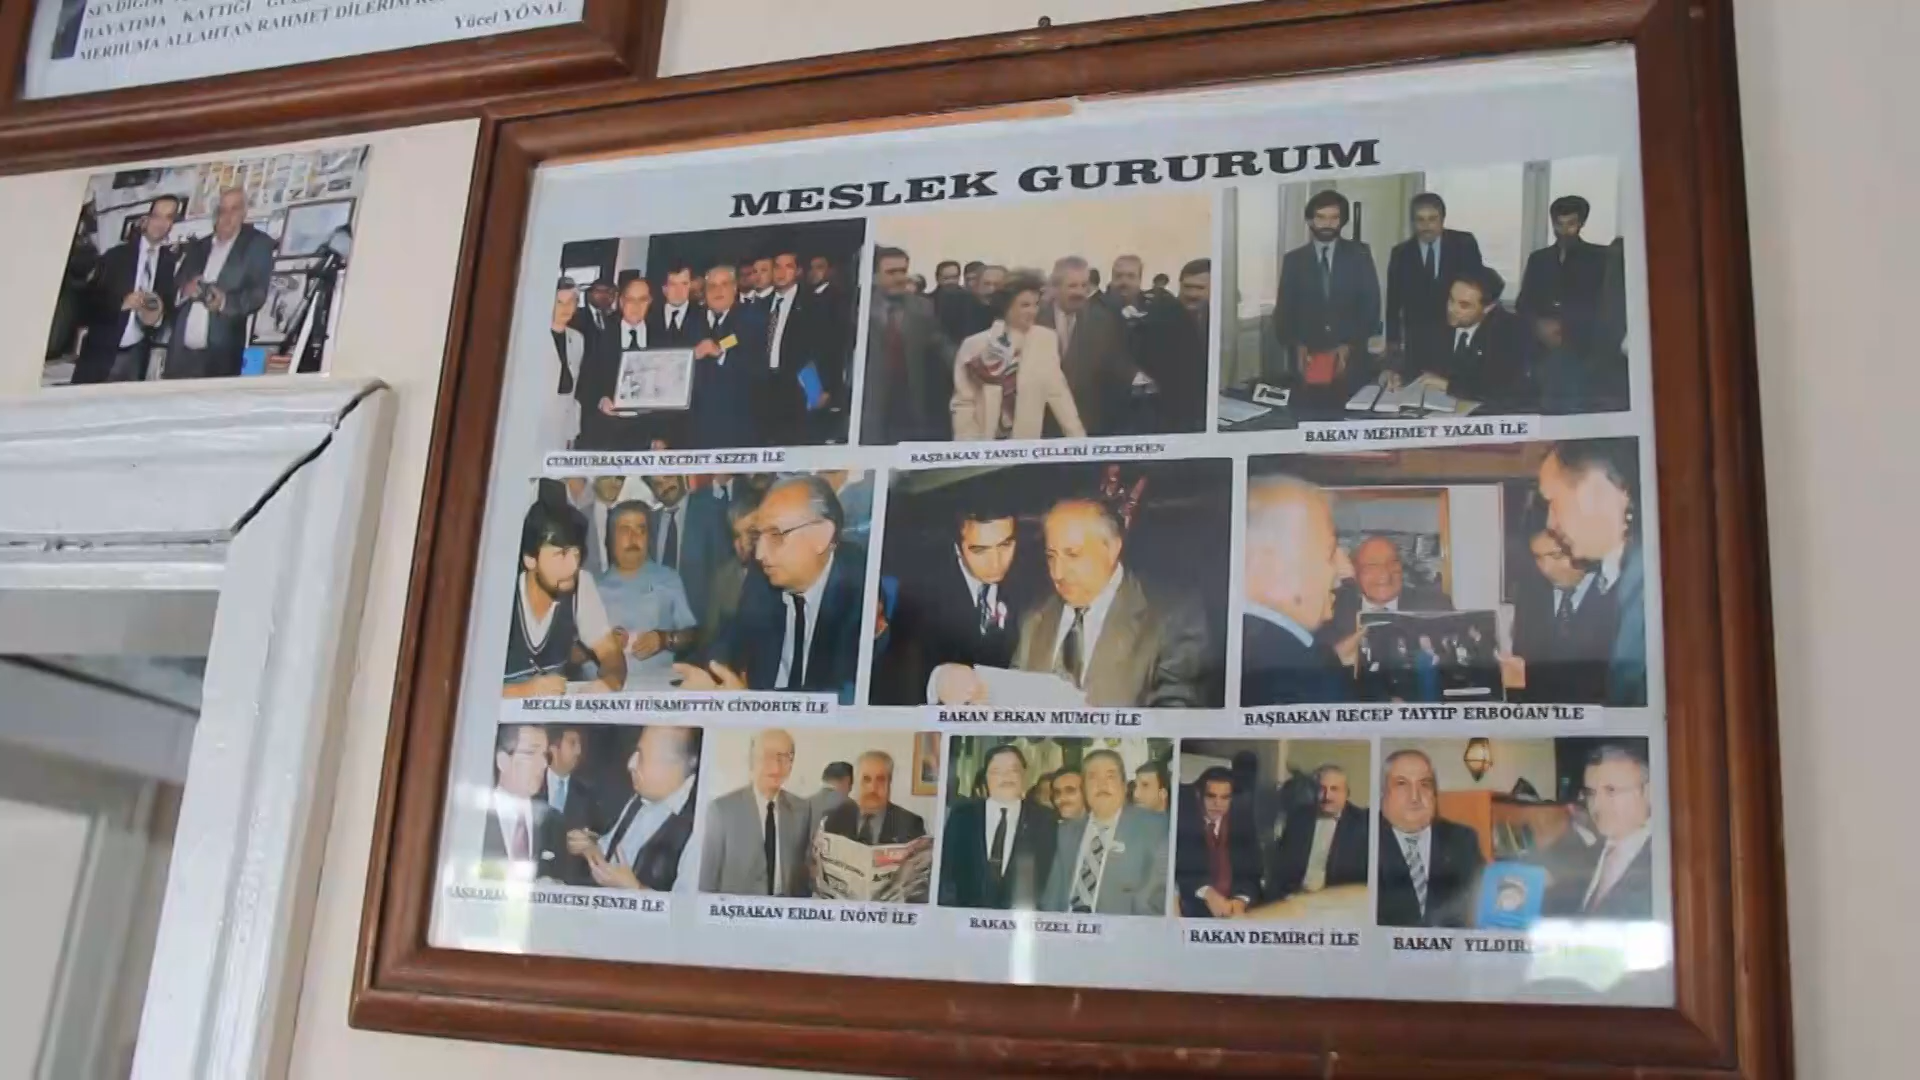 HAYATIMA KATTIĞI
MERHUMA ALLAHTAN RAHMET DİLERİM
Yücel YÖNAL
MESLEK GURURUM
CUMHURBAŞKANI NECDET SEZER İLE
BAŞBAKAN TANSU ÇİLLERİ İZLERKEN
BAKAN MEHMET YAZAR İLE
MECLİS BAŞKANI HÜSAMETTİN CİNDORUK İLE
BAKAN ERKAN MUMCU İLE
BAŞBAKAN RECEP TAYYİP ERDOĞAN İLE
ŞENER İLE
BAŞBAKAN ERDAL İNÖNÜ İLE
BAKAN İLE
BAKAN DEMİRCİ İLE
BAKAN